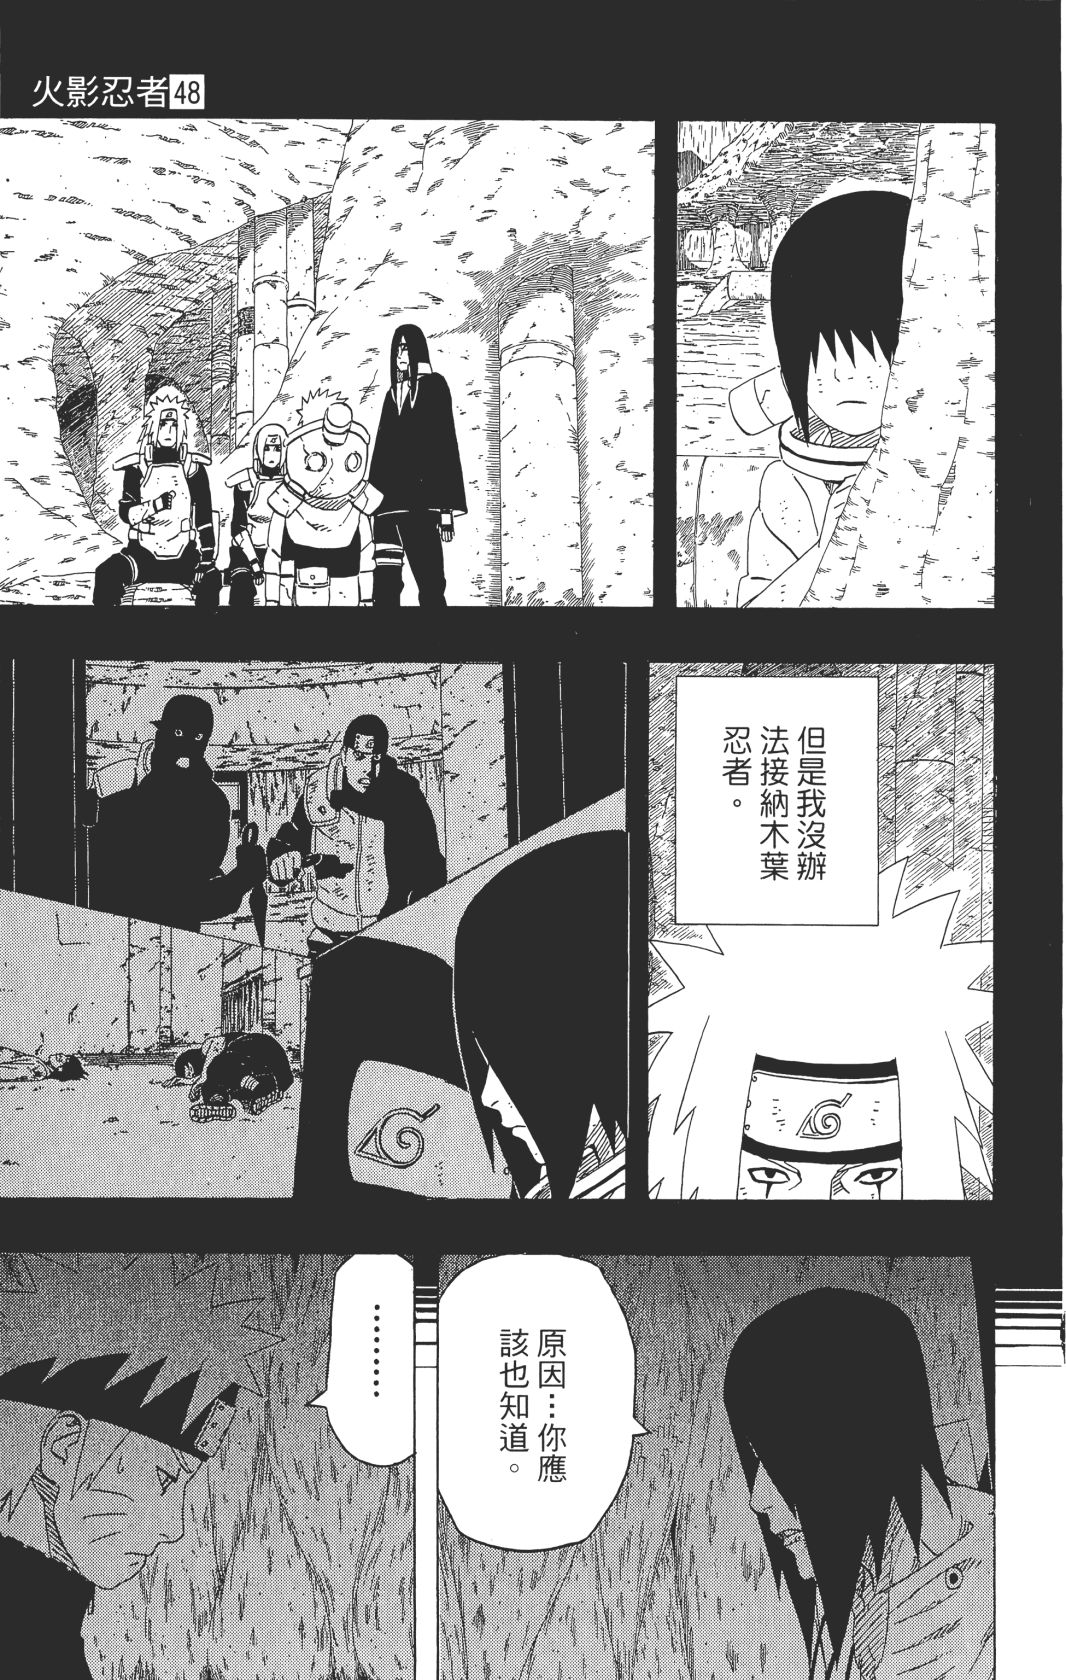 火影忍者48
但是我沒辦
法接納木葉
忍者。
原因…你應
該也知道。
………